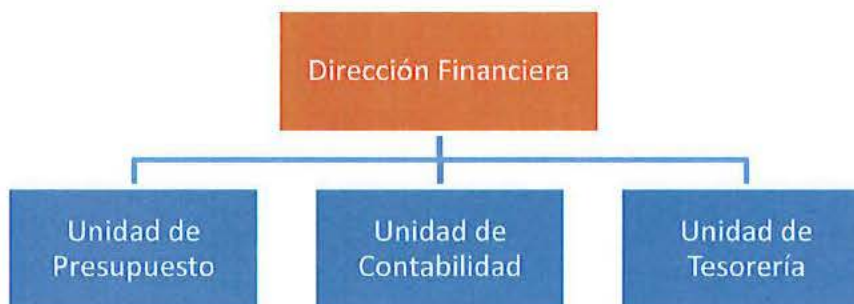 Dirección Financiera
Unidad de
Presupuesto
Unidad de
Contabilidad
Unidad de
Tesorería